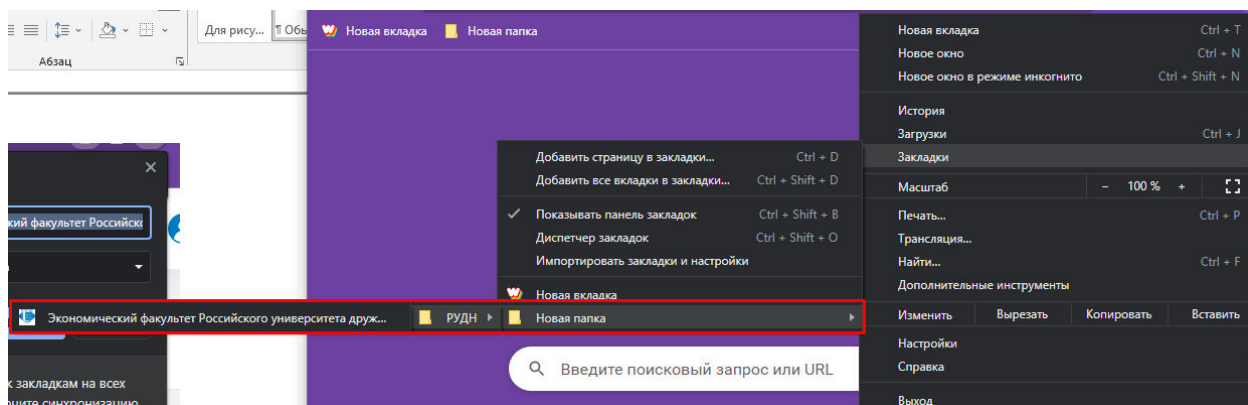 Для рису...
¶ Обы
Абзац
кий факультет Российск
к закладкам на всех
Новая вкладка
Новая папка
Добавить страницу в закладки... Ctrl + D
Добавить все вкладки в закладки... Ctrl + Shift + D
Показывать панель закладок Ctrl + Shift + B
Диспетчер закладок Ctrl + Shift + O
Импортировать закладки и настройки
Новая вкладка
Экономический факультет Российского университета друж... РУДН Новая папка
Введите поисковый запрос или URL
Новая вкладка Ctrl + T
Новое окно Ctrl + N
Новое окно в режиме инкогнито Ctrl + Shift + N
История
Загрузки Ctrl + J
Закладки
Масштаб - 100 % +
Печать... Ctrl + P
Трансляция...
Найти... Ctrl + F
Дополнительные инструменты
Изменить Вырезать Копировать Вставить
Настройки
Справка
Выход